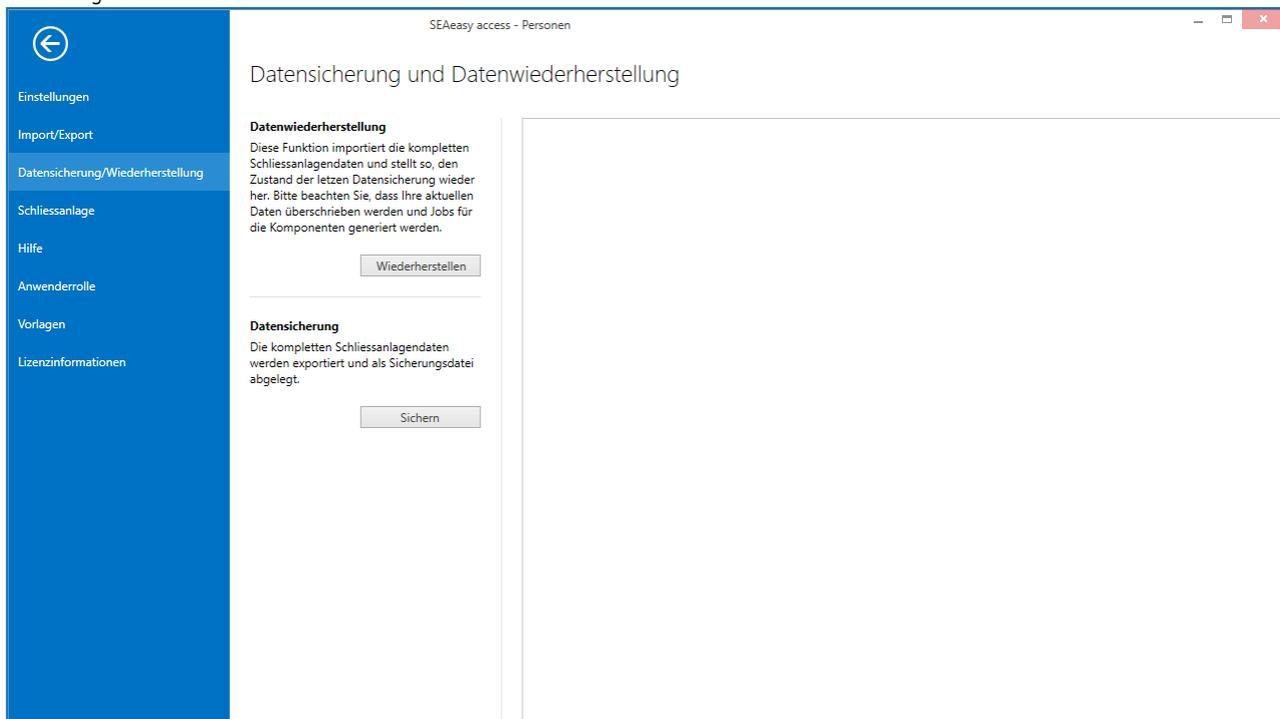 SEAeasy access - Personen
Einstellungen
Import/Export
Datensicherung/Wiederherstellung
Schliessanlage
Hilfe
Anwenderrolle
Vorlagen
Lizenzinformationen
Datensicherung und Datenwiederherstellung
Datenwiederherstellung
Diese Funktion importiert die kompletten
Schliessanlagendaten und stellt so, den
Zustand der letzen Datensicherung wieder
her. Bitte beachten Sie, dass Ihre aktuellen
Daten überschrieben werden und Jobs für
die Komponenten generiert werden.
Wiederherstellen
Datensicherung
Die kompletten Schliessanlagendaten
werden exportiert und als Sicherungsdatei
abgelegt.
Sichern